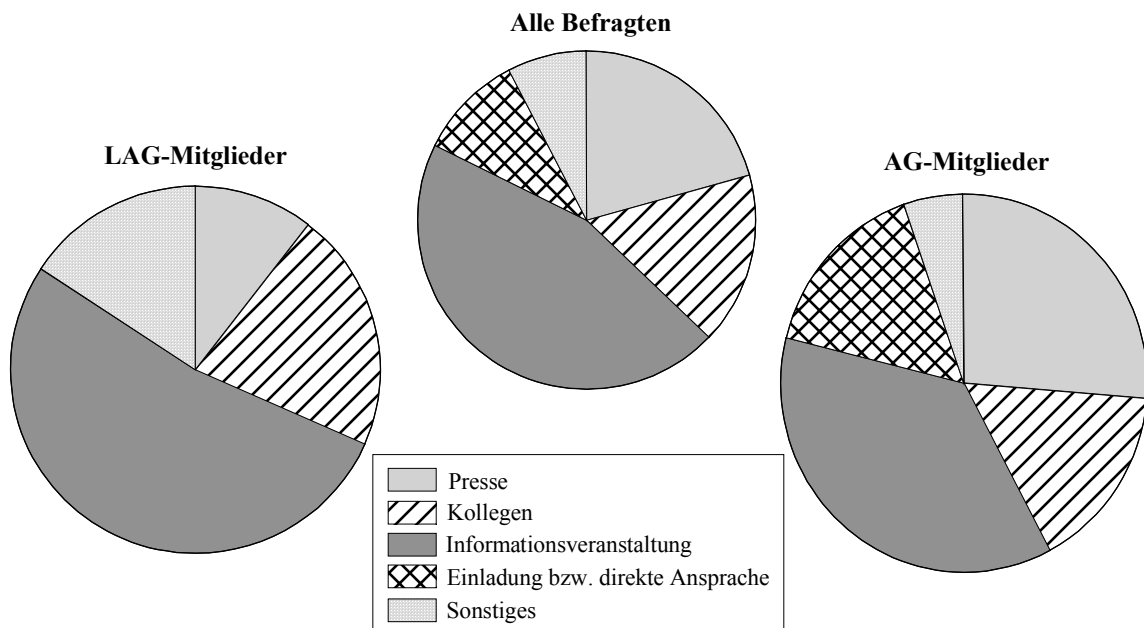 Alle Befragten
LAG-Mitglieder
AG-Mitglieder
Presse
Kollegen
Informationsveranstaltung
Einladung bzw. direkte Ansprache
Sonstiges